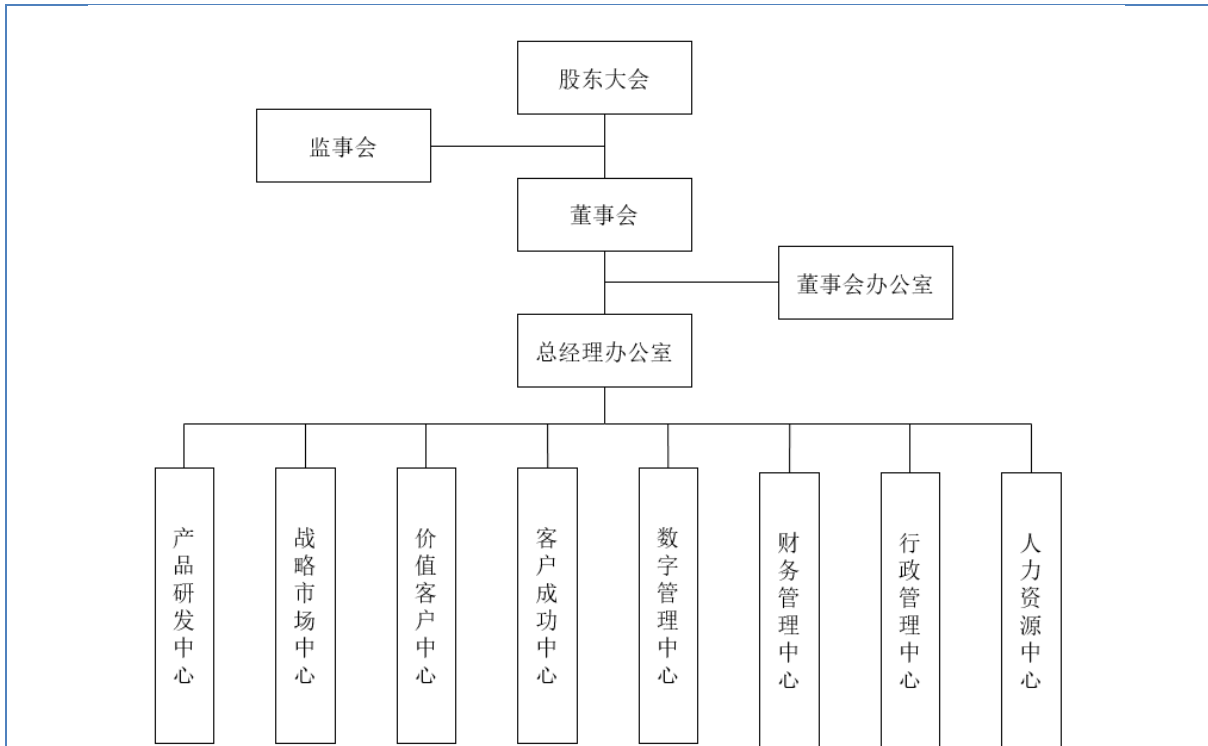 股东大会
监事会
董事会
董事会办公室
总经理办公室
产品研发中心
战略市场中心
价值客户中心
客户成功中心
数字管理中心
财务管理中心
行政管理中心
人力资源中心